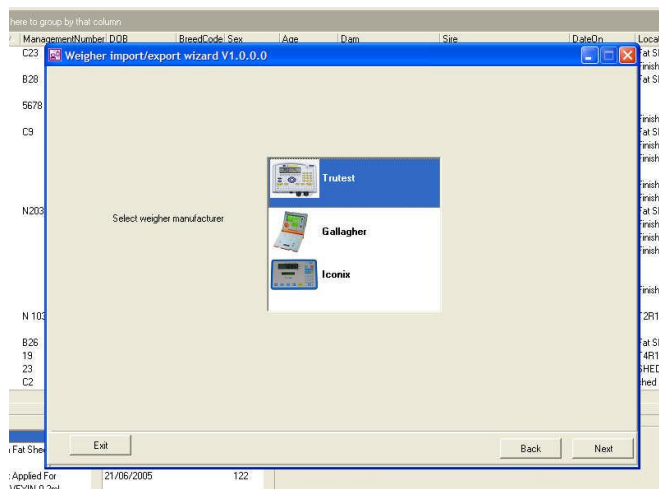 here to group by that column
ManagementNumber DOB BreedCode Sex Age Dam Sire DateOn Local
C23
B28
5678
C9
N203
N 103
B26
19
23
C2
Weigher import/export wizard V1.0.0.0
Trutest
Select weigher manufacturer
Gallagher
Iconix
Exit
Back
Next
Fat Shed
: Applied For 21/06/2005 122